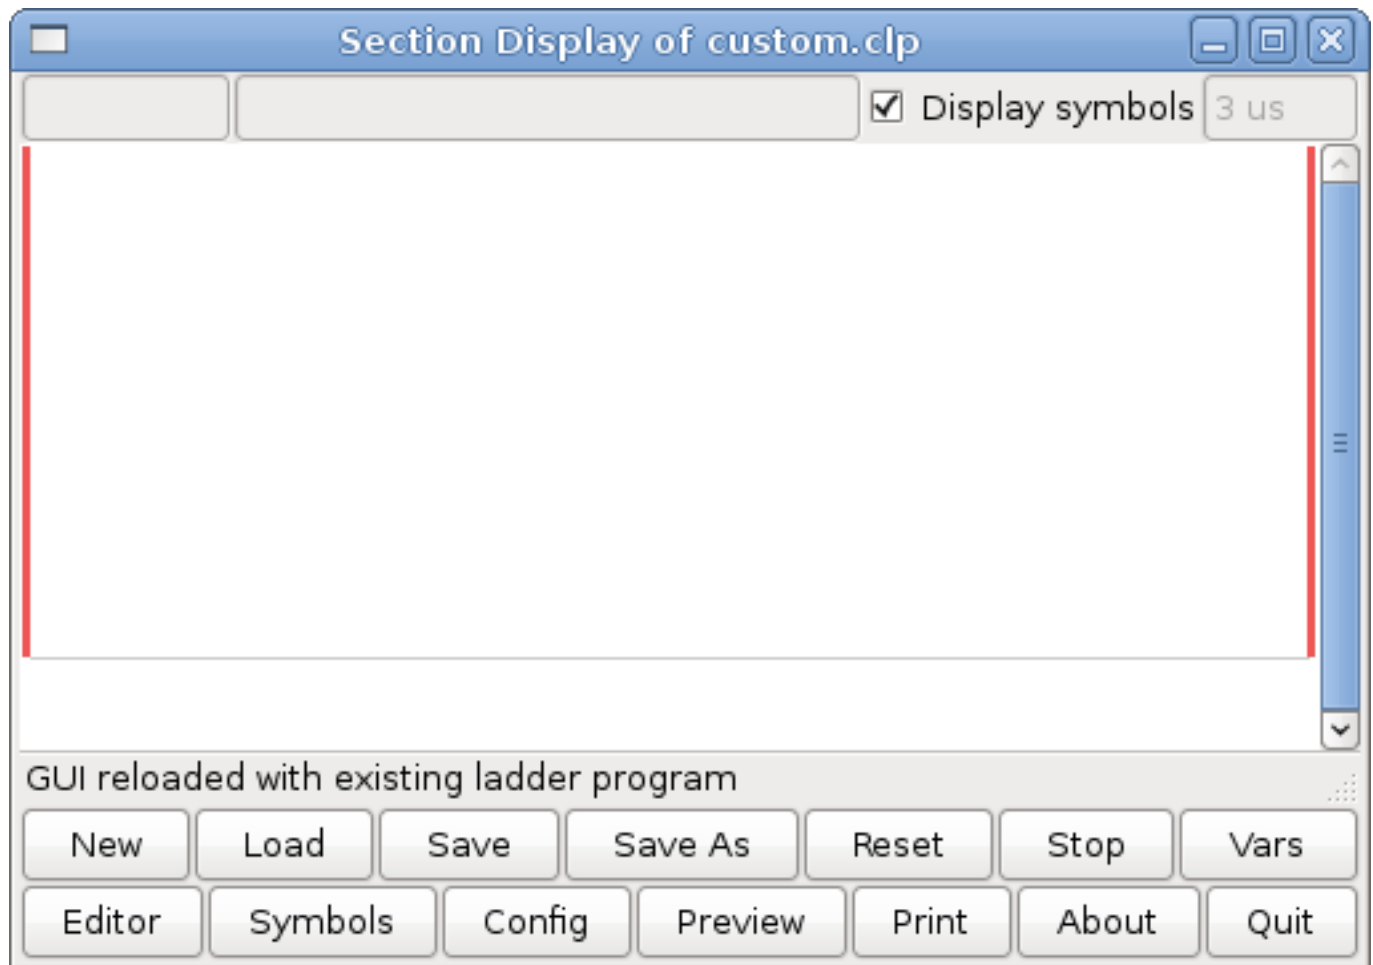 Section Display of custom.clp
Display symbols 3 us
GUI reloaded with existing ladder program
New Load Save Save As Reset Stop Vars
Editor Symbols Config Preview Print About Quit